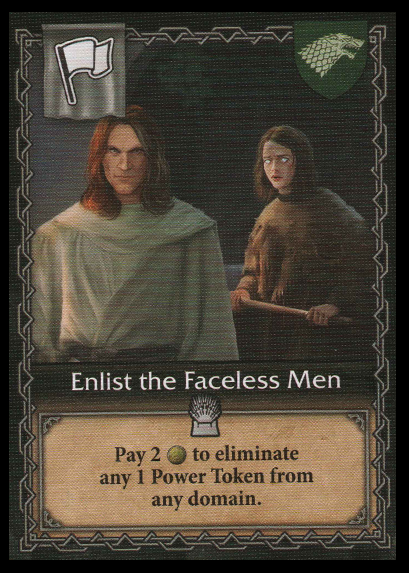 Enlist the Faceless Men
Pay 2 to eliminate
any 1 Power Token from
any domain.